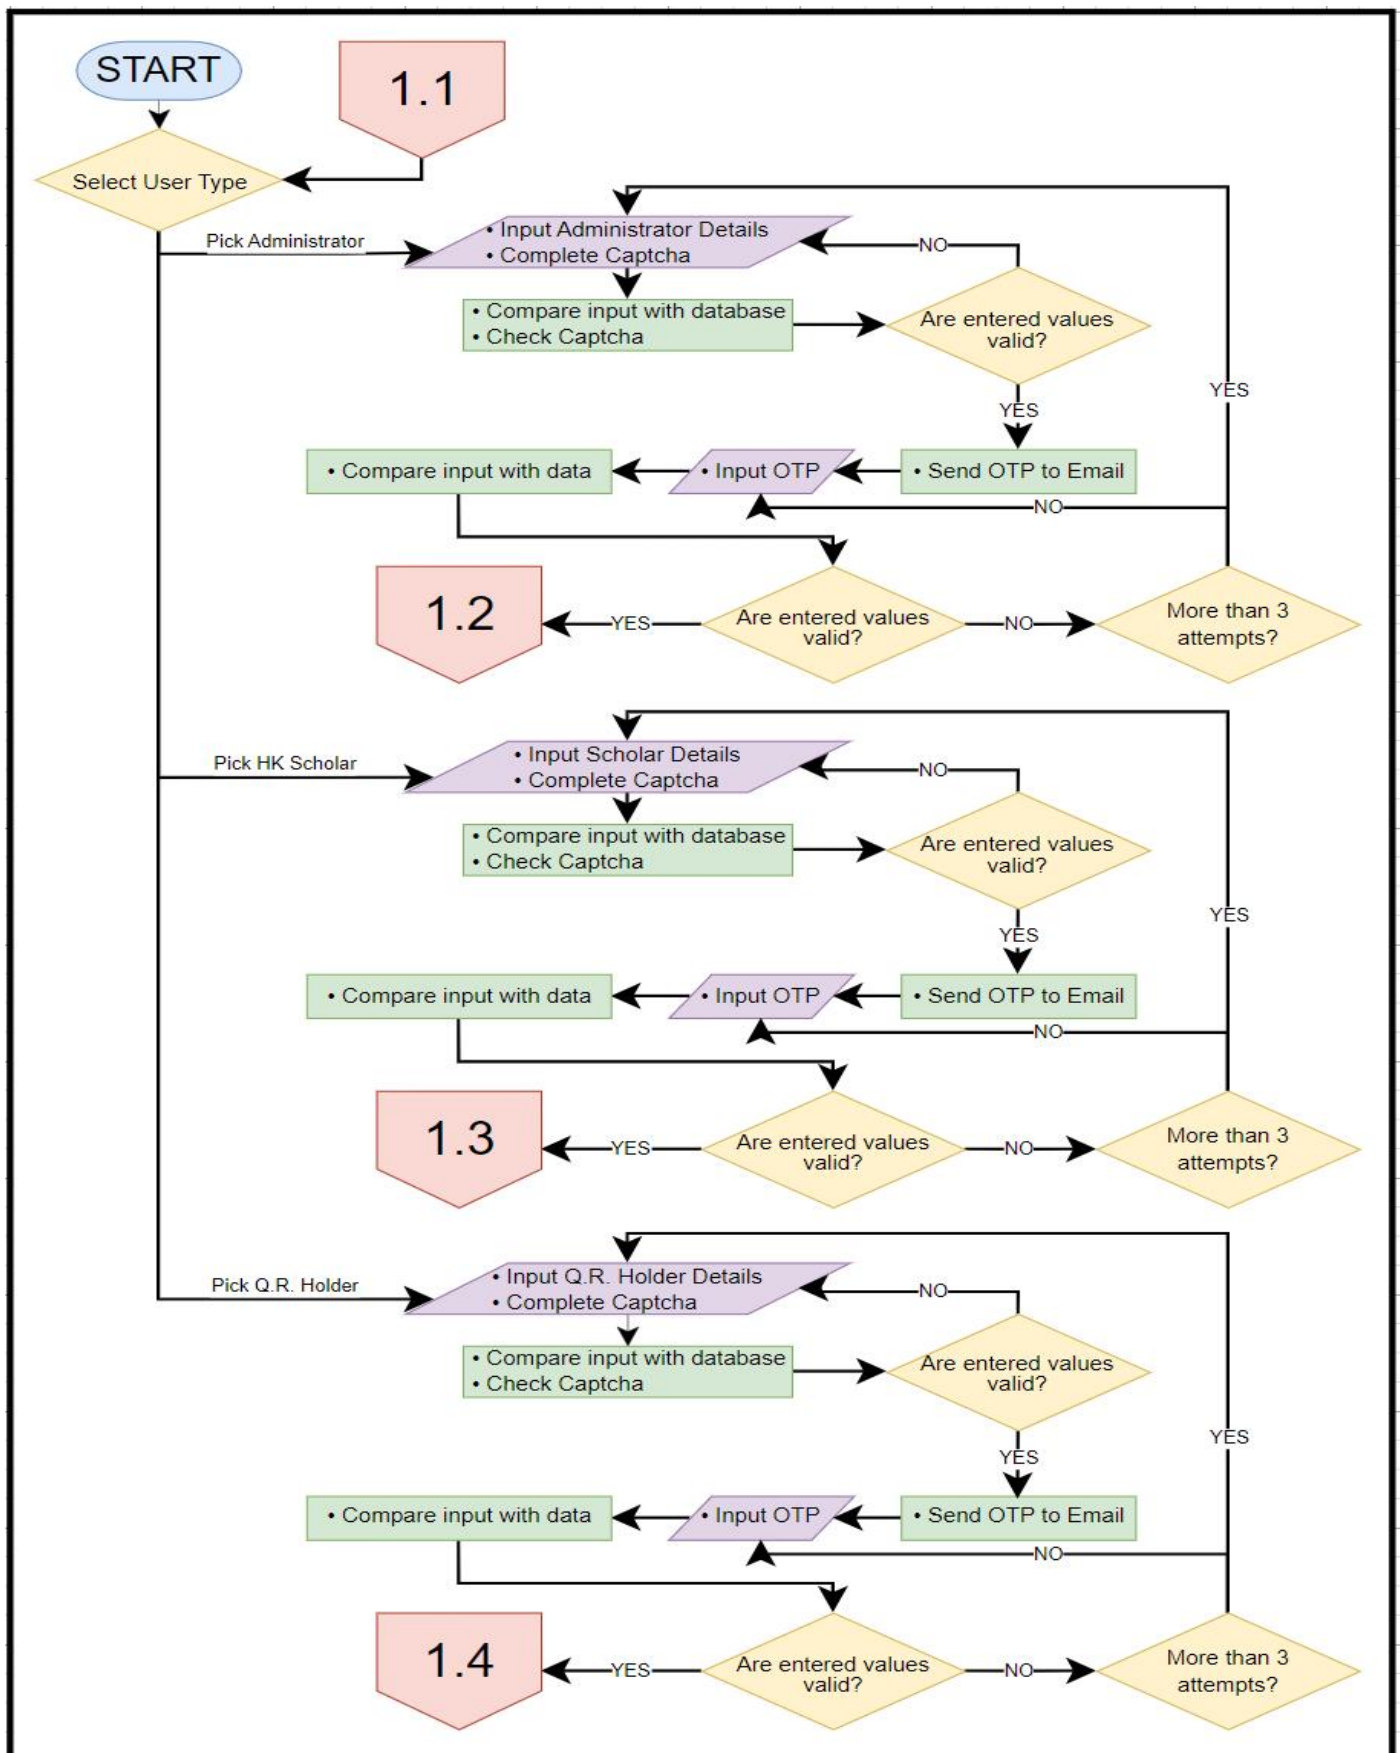 START
1.1
Select User Type
Pick Administrator
• Input Administrator Details
• Complete Captcha
NO
• Compare input with database
• Check Captcha
Are entered values
valid?
YES
YES
• Compare input with data
• Input OTP
• Send OTP to Email
NO
1.2
YES
Are entered values
valid?
NO
More than 3
attempts?
Pick HK Scholar
• Input Scholar Details
• Complete Captcha
NO
• Compare input with database
• Check Captcha
Are entered values
valid?
YES
YES
• Compare input with data
• Input OTP
• Send OTP to Email
NO
1.3
YES
Are entered values
valid?
NO
More than 3
attempts?
Pick Q.R. Holder
• Input Q.R. Holder Details
• Complete Captcha
NO
• Compare input with database
• Check Captcha
Are entered values
valid?
YES
YES
• Compare input with data
• Input OTP
• Send OTP to Email
NO
1.4
YES
Are entered values
valid?
NO
More than 3
attempts?